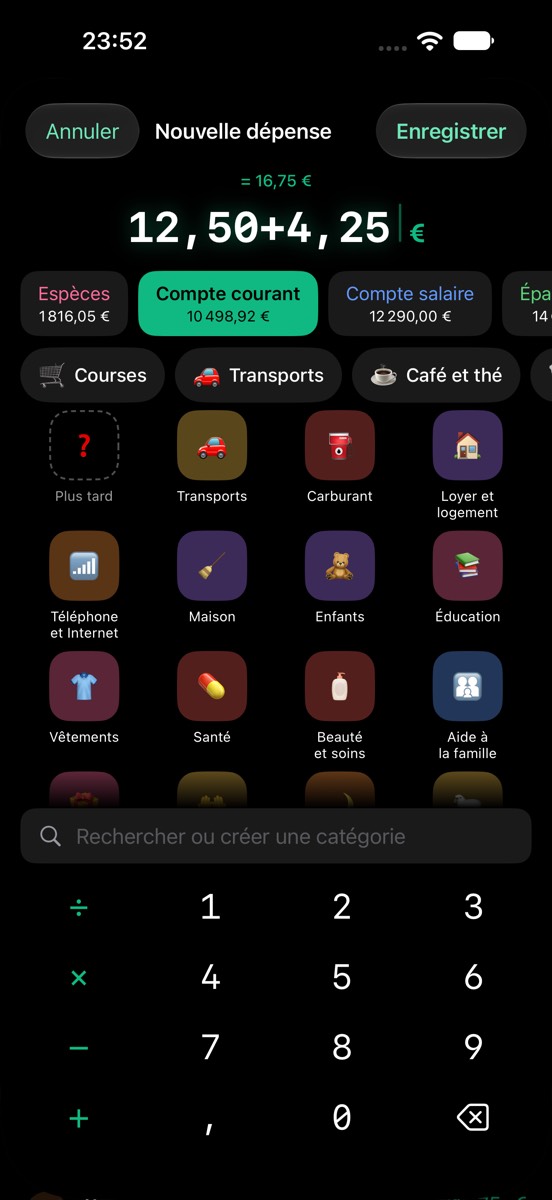 23:52
Annuler
Nouvelle dépense
Enregistrer
= 16,75 €
12,50+4,25 €
Espèces
1 816,05 €
Compte courant
10 498,92 €
Compte salaire
12 290,00 €
Courses
Transports
Café et thé
?
Plus tard
Transports
Carburant
Loyer et
logement
Téléphone
et Internet
Maison
Enfants
Éducation
Vêtements
Santé
Beauté
et soins
Aide à
la famille
Rechercher ou créer une catégorie
÷ 1 2 3
× 4 5 6
− 7 8 9
+ , 0